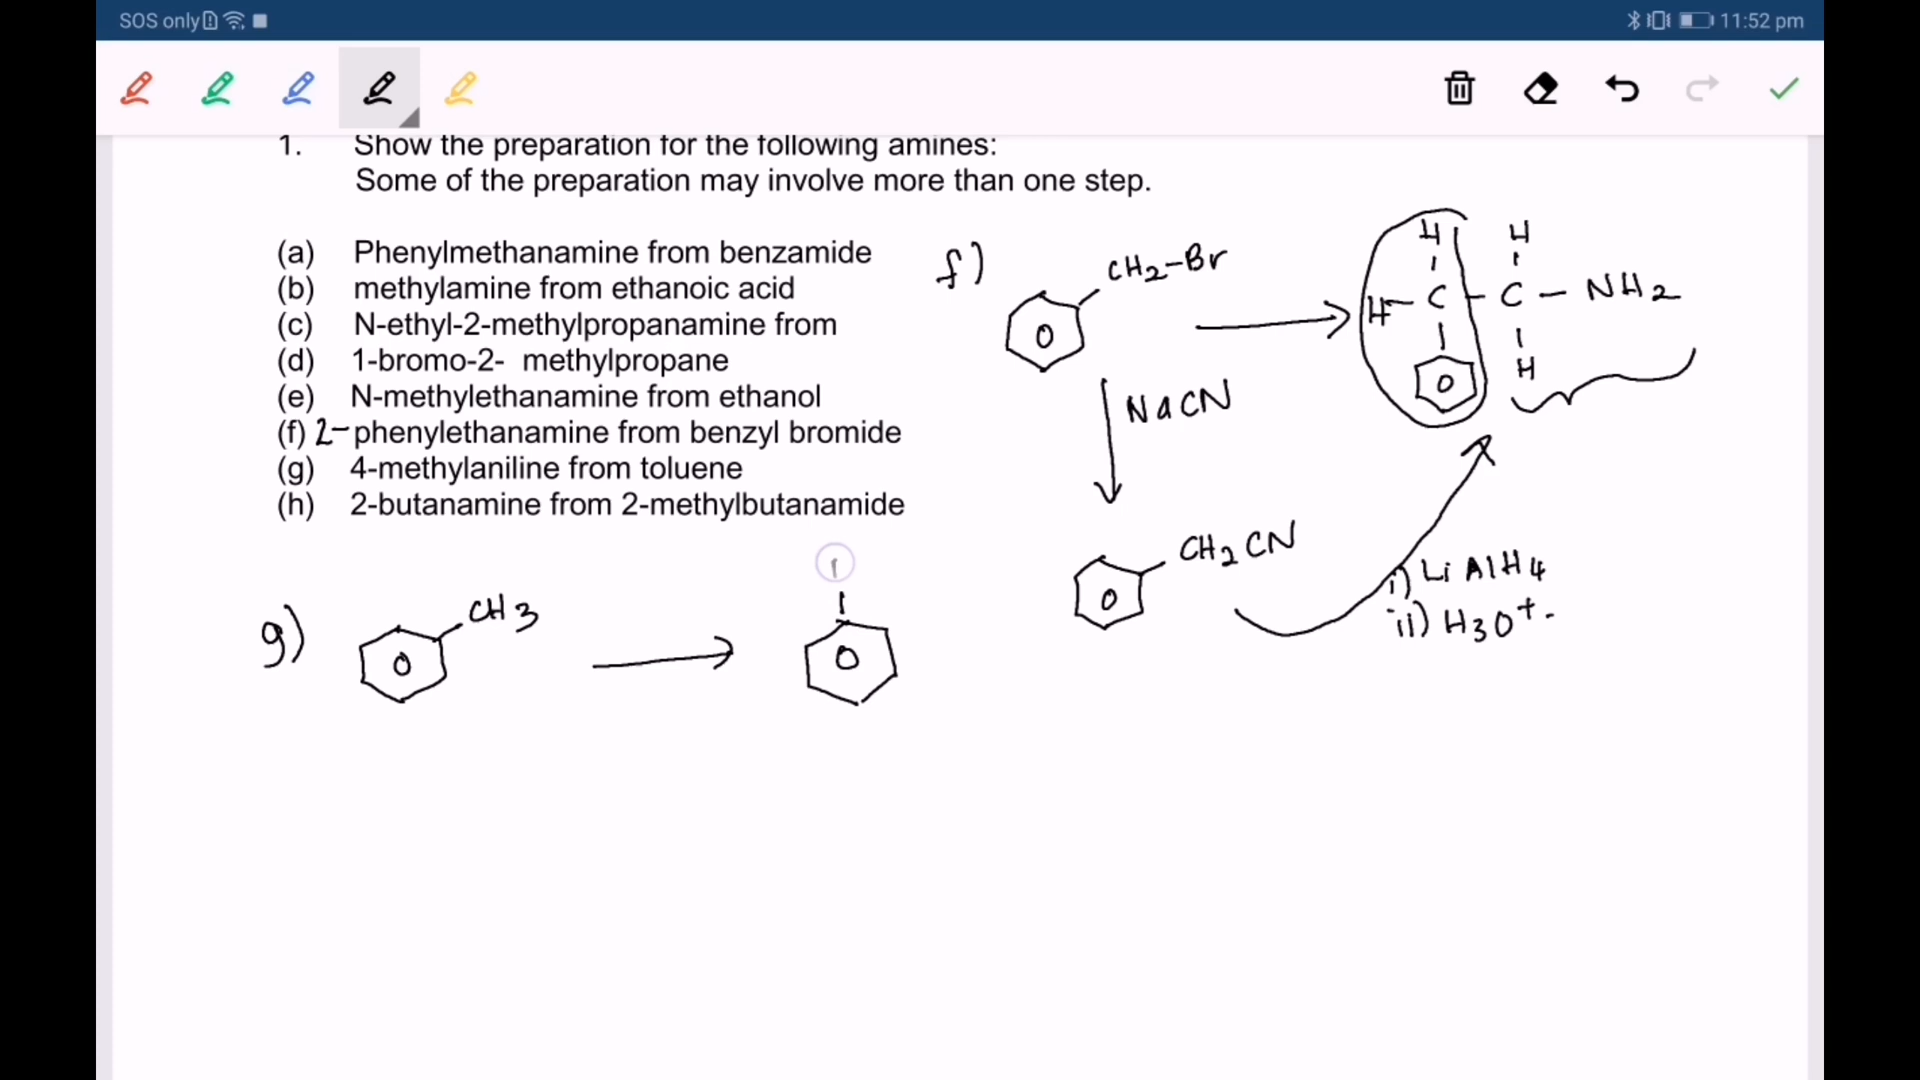 SOS only
11:52 pm
1. Show the preparation for the following amines:
Some of the preparation may involve more than one step.
(a) Phenylmethanamine from benzamide
(b) methylamine from ethanoic acid
(c) N-ethyl-2-methylpropanamine from
(d) 1-bromo-2- methylpropane
(e) N-methylethanamine from ethanol
(f) 2-phenylethanamine from benzyl bromide
(g) 4-methylaniline from toluene
(h) 2-butanamine from 2-methylbutanamide
f) CH2-Br
H H
H-C-C-NH2
H
NaCN
CH2CN
i) LiAlH4
ii) H3O+.
g) CH3